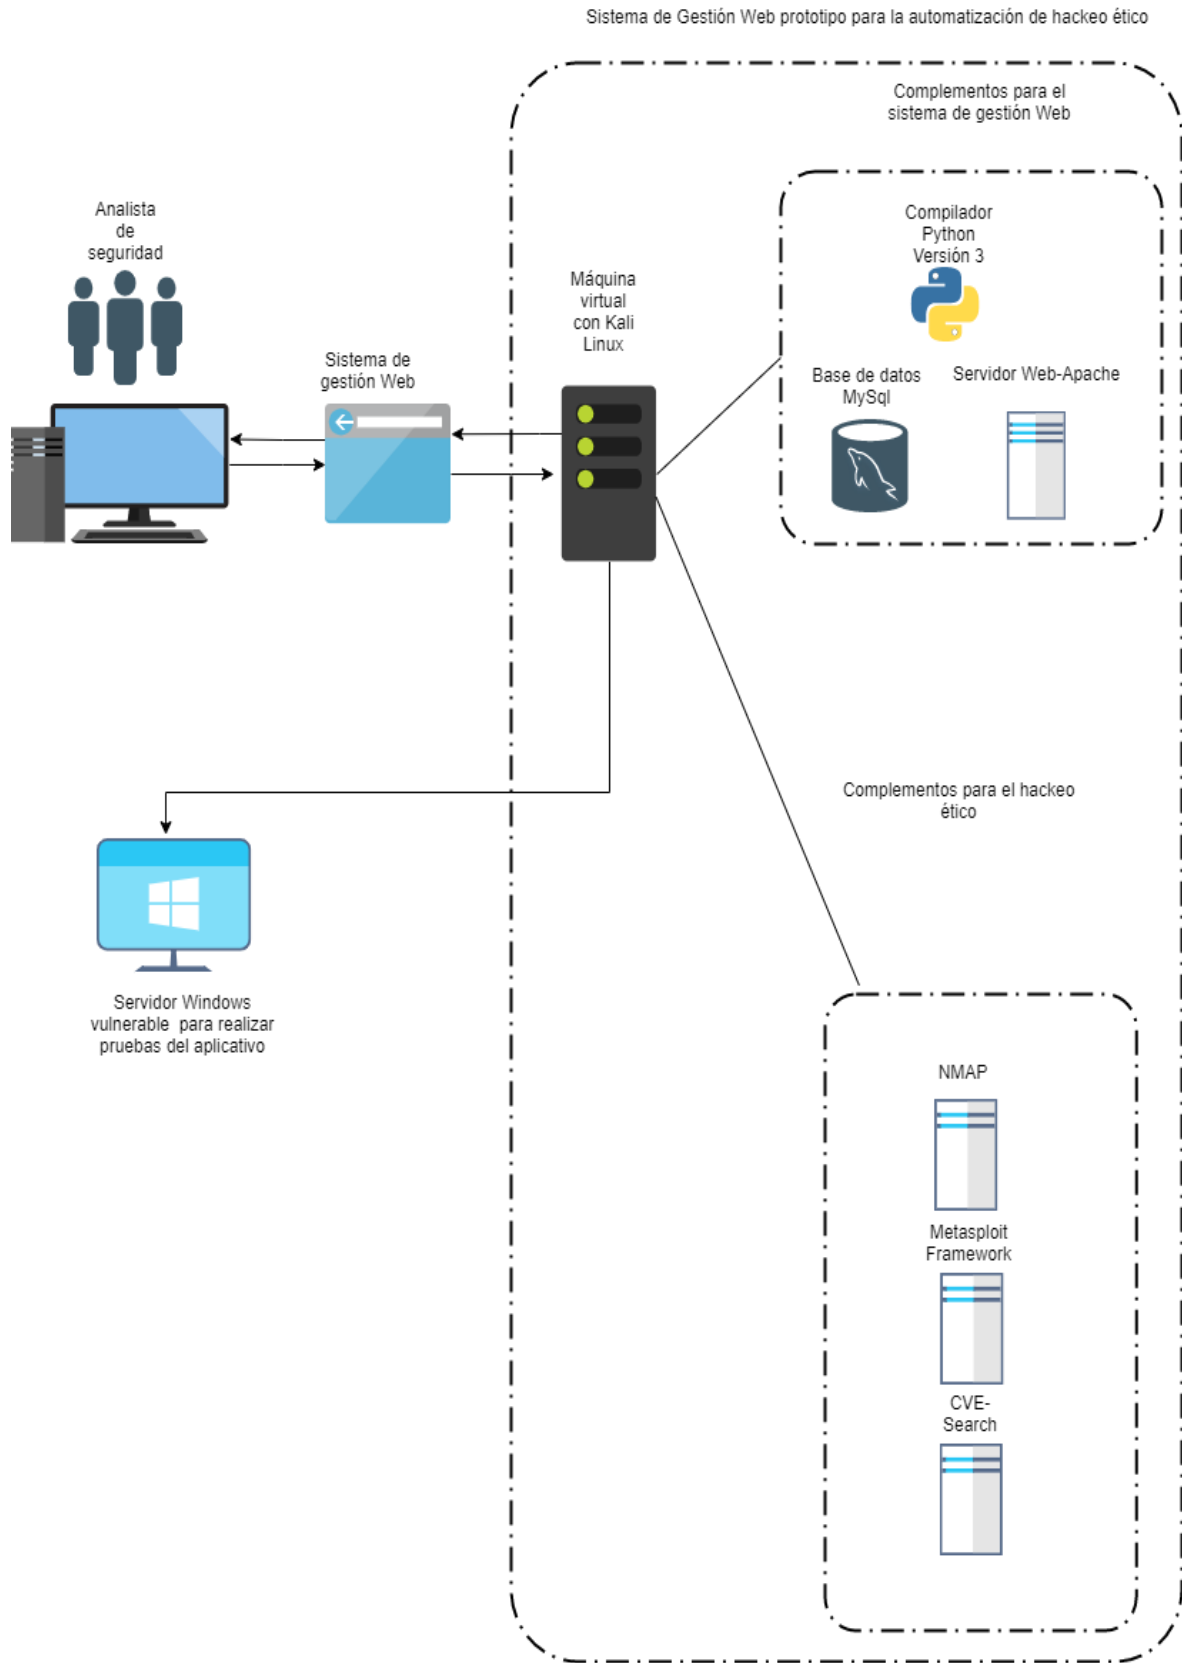 Sistema de Gestión Web prototipo para la automatización de hackeo ético
Complementos para el
sistema de gestión Web
Analista
de
seguridad
Compilador
Python
Versión 3
Máquina
virtual
con Kali
Linux
Sistema de
gestión Web
Base de datos
MySql
Servidor Web-Apache
Complementos para el hackeo
ético
Servidor Windows
vulnerable para realizar
pruebas del aplicativo
NMAP
Metasploit
Framework
CVE-
Search